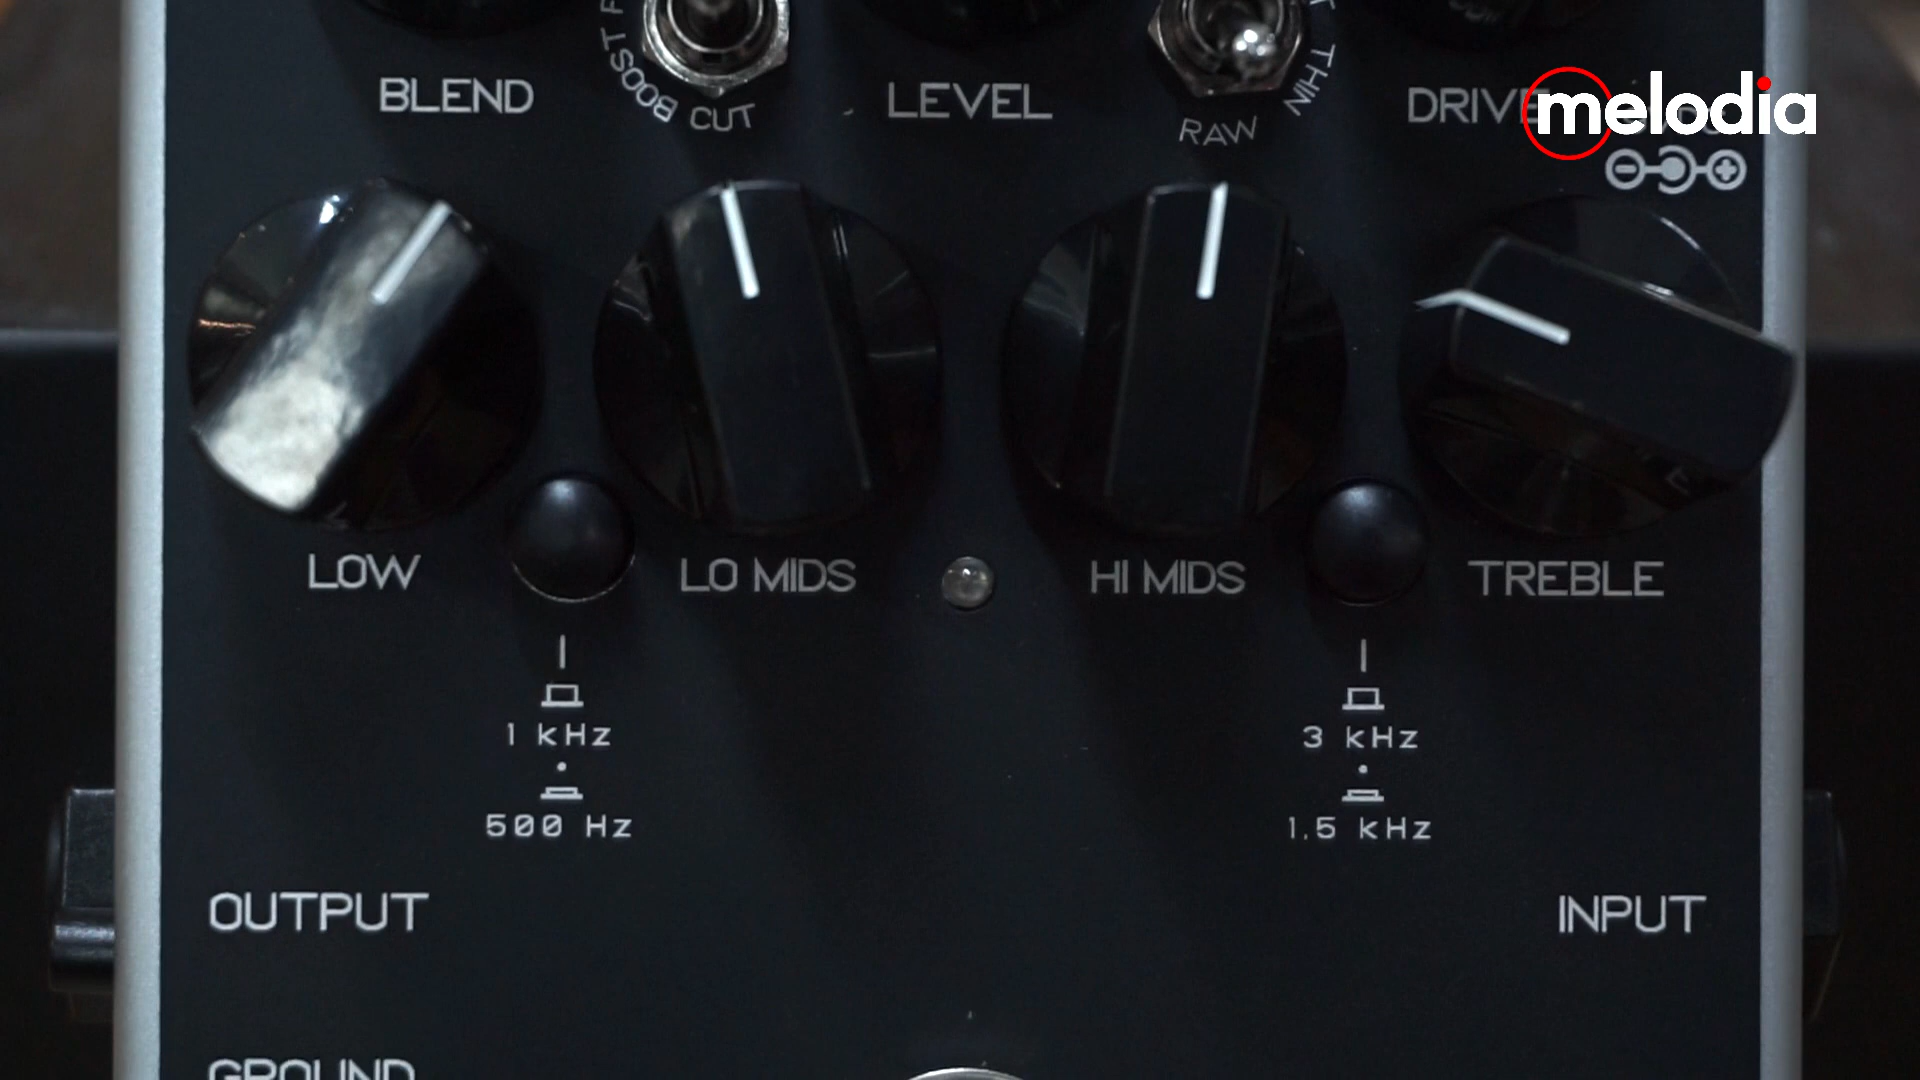 BOOST
CUT
THIN
RAW
BLEND
LEVEL
DRIVE
melodia
LOW
LO MIDS
HI MIDS
TREBLE
1 kHz
3 kHz
500 Hz
1.5 kHz
OUTPUT
INPUT
GROUND